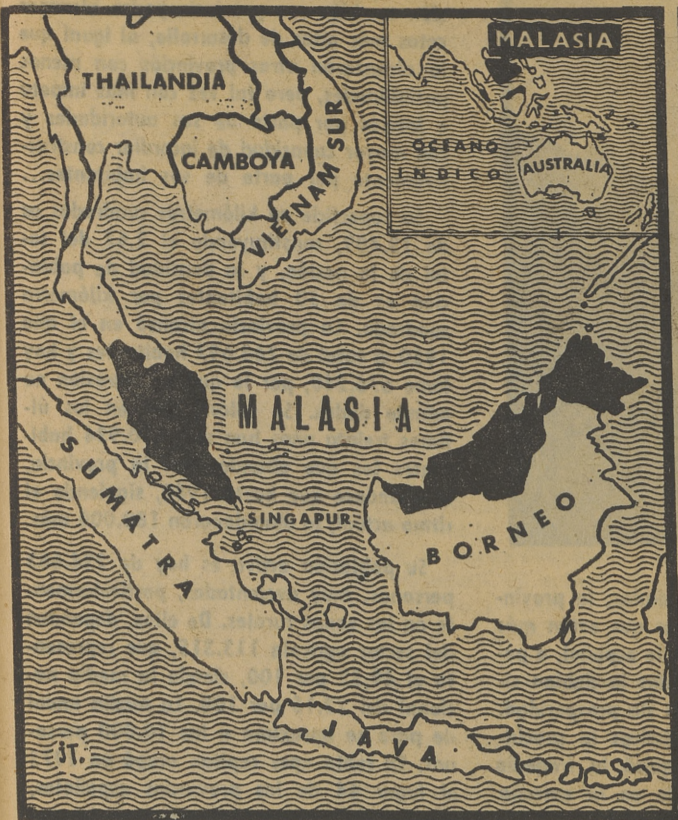 MALASIA
THAILANDIA
CAMBOYA
VIETNAM SUR
OCEANO
INDICO
AUSTRALIA
MALASIA
SUMATRA
SINGAPUR
BORNEO
JAVA
JT.